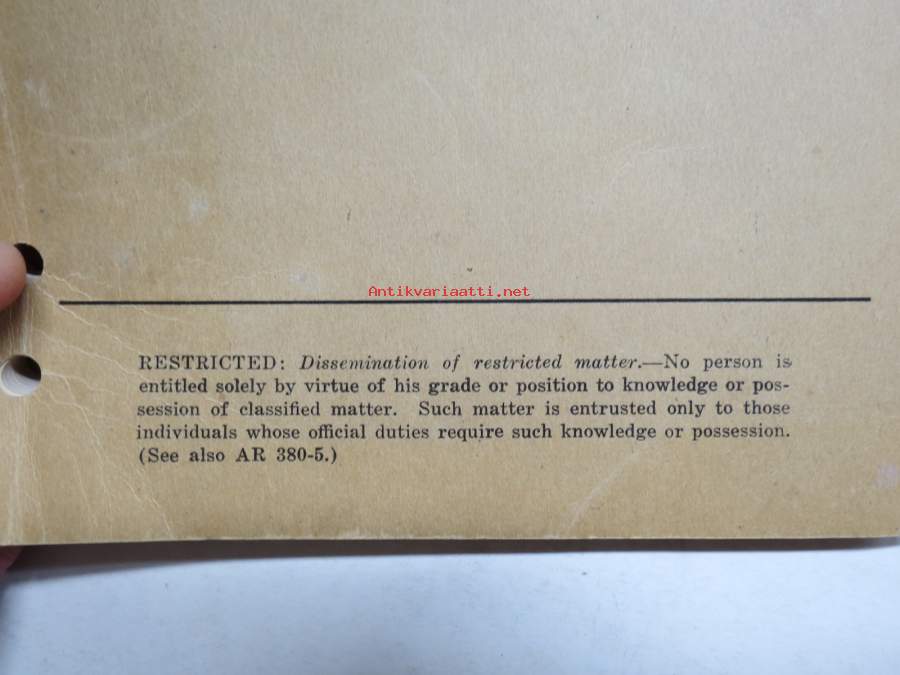 Antikvariaatti.net
RESTRICTED: Dissemination of restricted matter.—No person is
entitled solely by virtue of his grade or position to knowledge or pos-
session of classified matter. Such matter is entrusted only to those
individuals whose official duties require such knowledge or possession.
(See also AR 380-5.)